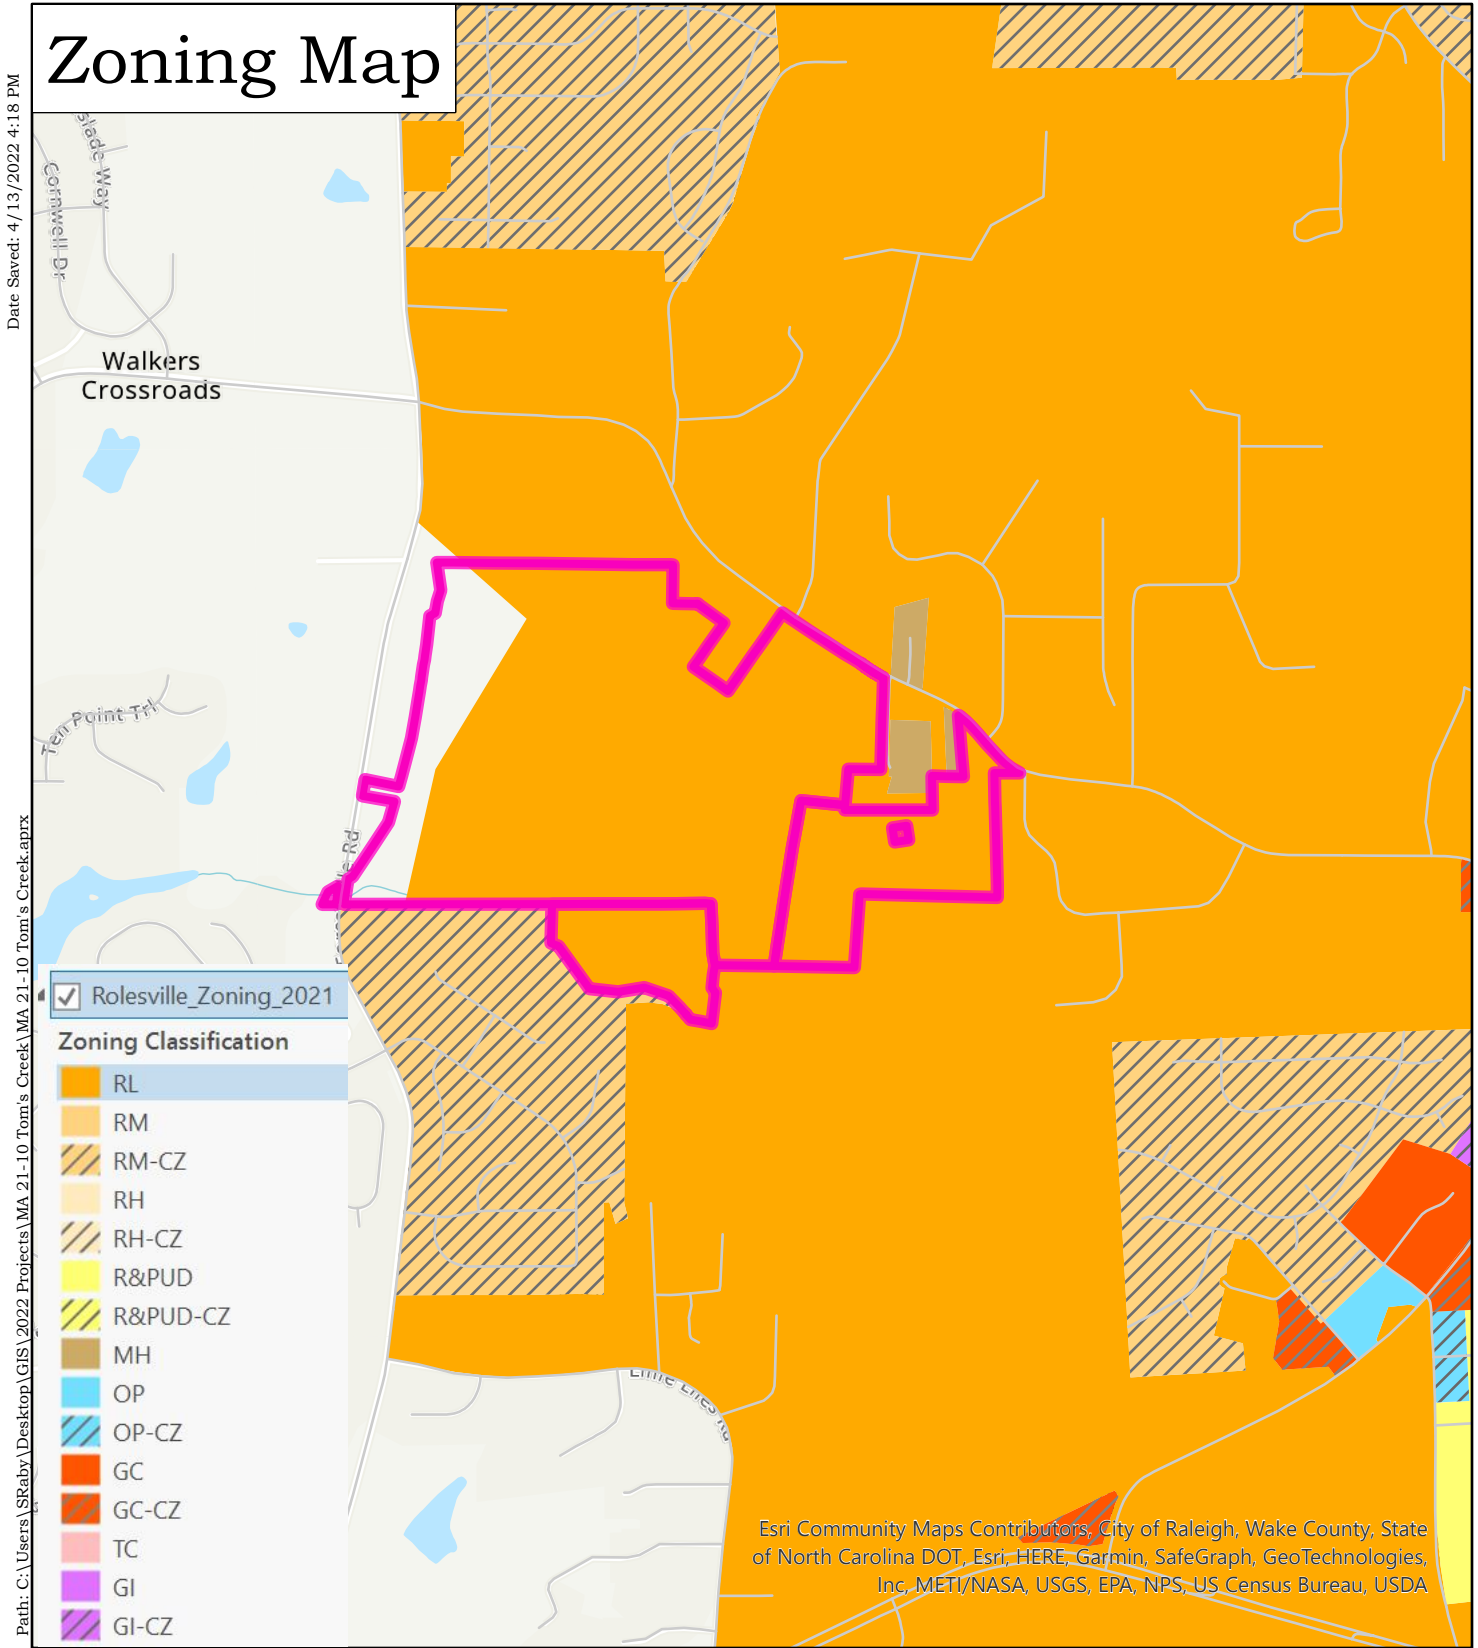 Zoning Map
Date Saved: 4/13/2022 4:18 PM
Path: C:\Users\SRaby\Desktop\GIS\2022 Projects\MA 21-10 Tom's Creek\MA 21-10 Tom's Creek.aprx
Slade Way
Cornwell Dr
Walkers
Crossroads
Ten Point Trl
Rd
Rolesville_Zoning_2021
Zoning Classification
RL
RM
RM-CZ
RH
RH-CZ
R&PUD
R&PUD-CZ
MH
OP
OP-CZ
GC
GC-CZ
TC
GI
GI-CZ
Esri Community Maps Contributors, City of Raleigh, Wake County, State
of North Carolina DOT, Esri, HERE, Garmin, SafeGraph, GeoTechnologies,
Inc, METI/NASA, USGS, EPA, NPS, US Census Bureau, USDA